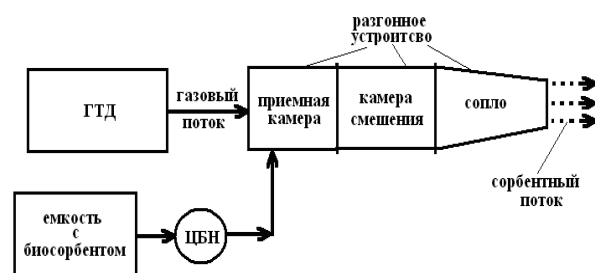 разгонное
устроитсво
ГТД
газовый
поток
приемная
камера
камера
смешения
сопло
сорбентный
поток
емкость
с
биосорбентом
ЦБН